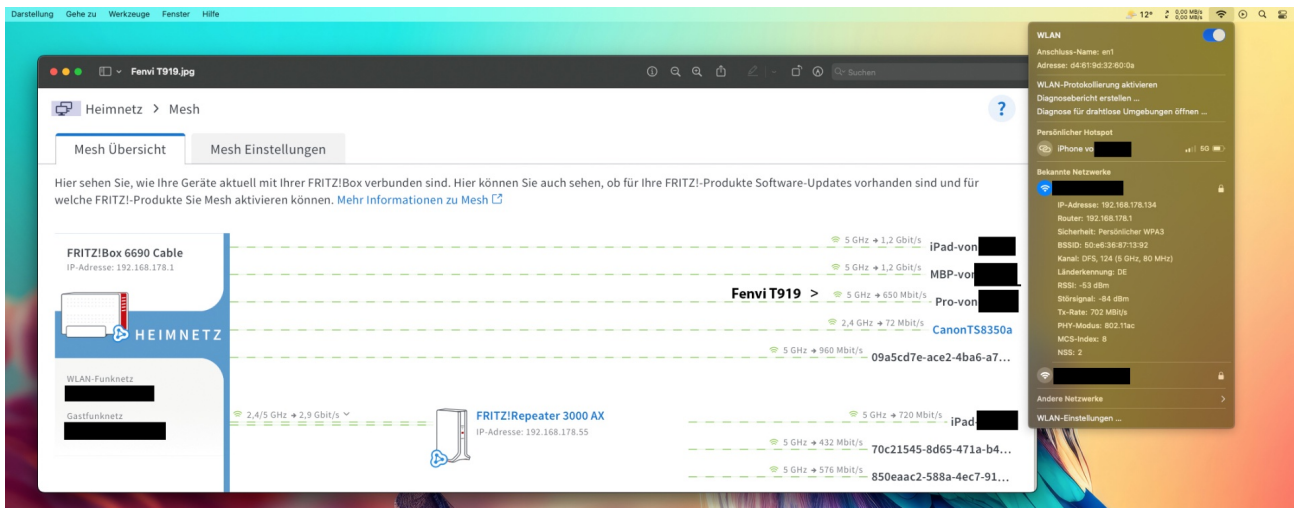 Darstellung Gehe zu Werkzeuge Fenster Hilfe
12° 0,00 MB/s
0,00 MB/s
Fenvi T919.jpg
Suchen
Heimnetz > Mesh
?
Mesh Übersicht Mesh Einstellungen
Hier sehen Sie, wie Ihre Geräte aktuell mit Ihrer FRITZ!Box verbunden sind. Hier können Sie auch sehen, ob für Ihre FRITZ!-Produkte Software-Updates vorhanden sind und für
welche FRITZ!-Produkte Sie Mesh aktivieren können. Mehr Informationen zu Mesh
FRITZ!Box 6690 Cable
IP-Adresse: 192.168.178.1
HEIMNETZ
WLAN-Funknetz
Gastfunknetz
5 GHz → 1,2 Gbit/s
iPad-von
5 GHz → 1,2 Gbit/s
MBP-vor
Fenvi T919 > 5 GHz → 650 Mbit/s
Pro-von
2,4 GHz → 72 Mbit/s
CanonTS8350a
5 GHz → 960 Mbit/s
09a5cd7e-ace2-4ba6-a7...
2,4/5 GHz → 2,9 Gbit/s
FRITZ!Repeater 3000 AX
IP-Adresse: 192.168.178.55
5 GHz → 720 Mbit/s
iPad-
5 GHz → 432 Mbit/s
70c21545-8d65-471a-b4...
5 GHz → 576 Mbit/s
850eaac2-588a-4ec7-91...
WLAN
Anschluss-Name: en1
Adresse: d4:61:9d:32:60:0a
WLAN-Protokollierung aktivieren
Diagnosebericht erstellen ...
Diagnose für drahtlose Umgebungen öffnen ...
Persönlicher Hotspot
iPhone vo 5G
Bekannte Netzwerke
IP-Adresse: 192.168.178.134
Router: 192.168.178.1
Sicherheit: Persönlicher WPA3
BSSID: 50:e6:36:87:13:92
Kanal: DFS, 124 (5 GHz, 80 MHz)
Länderkennung: DE
RSSI: -53 dBm
Störsignal: -84 dBm
Tx-Rate: 702 MBit/s
PHY-Modus: 802.11ac
MCS-Index: 8
NSS: 2
Andere Netzwerke
WLAN-Einstellungen ...